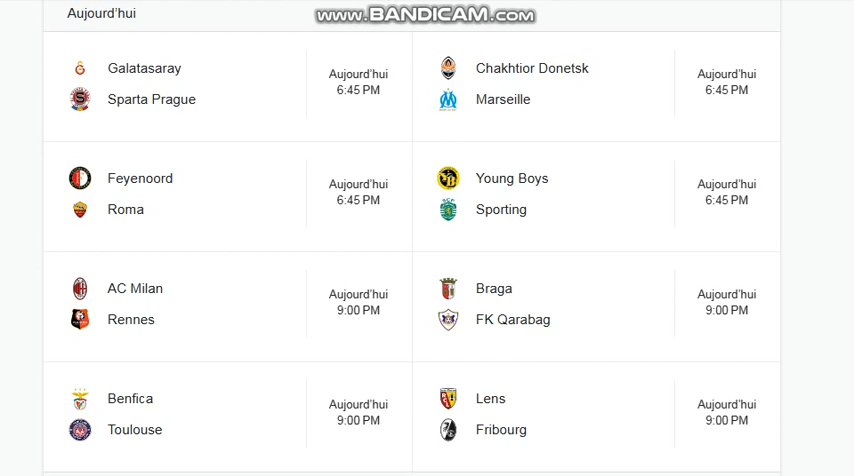 Aujourd'hui
www.BANDICAM.com
Galatasaray
Sparta Prague
Aujourd'hui
6:45 PM
Chakhtior Donetsk
Marseille
Aujourd'hui
6:45 PM
Feyenoord
Roma
Aujourd'hui
6:45 PM
Young Boys
Sporting
Aujourd'hui
6:45 PM
AC Milan
Rennes
Aujourd'hui
9:00 PM
Braga
FK Qarabag
Aujourd'hui
9:00 PM
Benfica
Toulouse
Aujourd'hui
9:00 PM
Lens
Fribourg
Aujourd'hui
9:00 PM